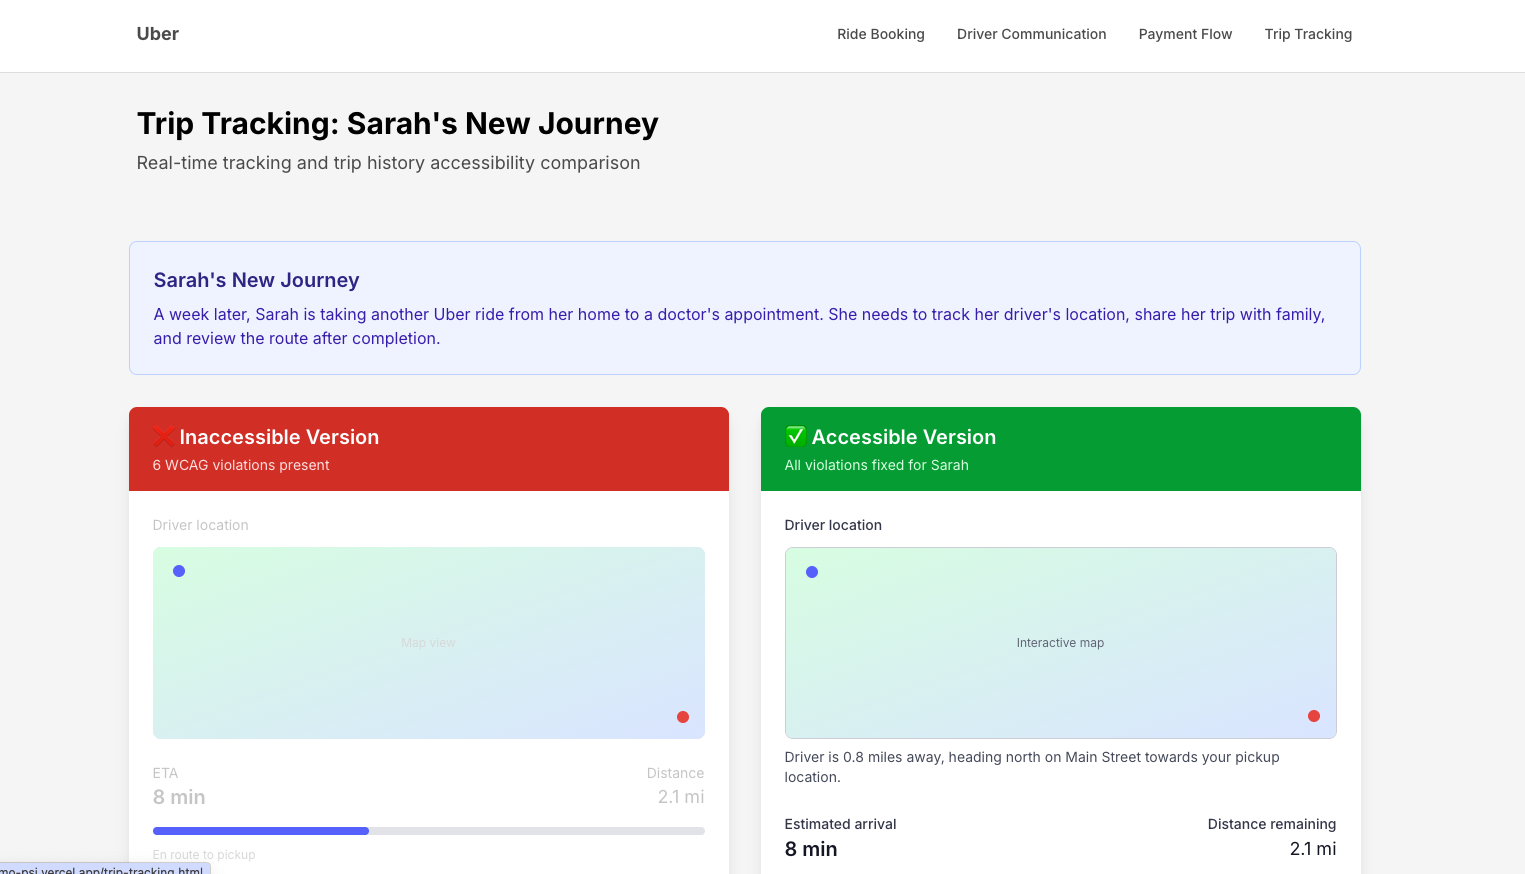 Uber
Ride Booking
Driver Communication
Payment Flow
Trip Tracking
Trip Tracking: Sarah's New Journey
Real-time tracking and trip history accessibility comparison
Sarah's New Journey
A week later, Sarah is taking another Uber ride from her home to a doctor's appointment. She needs to track her driver's location, share her trip with family,
and review the route after completion.
❌ Inaccessible Version
6 WCAG violations present
Driver location
Map view
ETA
Distance
8 min
2.1 mi
En route to pickup
✅ Accessible Version
All violations fixed for Sarah
Driver location
Interactive map
Driver is 0.8 miles away, heading north on Main Street towards your pickup
location.
Estimated arrival
Distance remaining
8 min
2.1 mi
mo-psi.vercel.app/trip-tracking.html